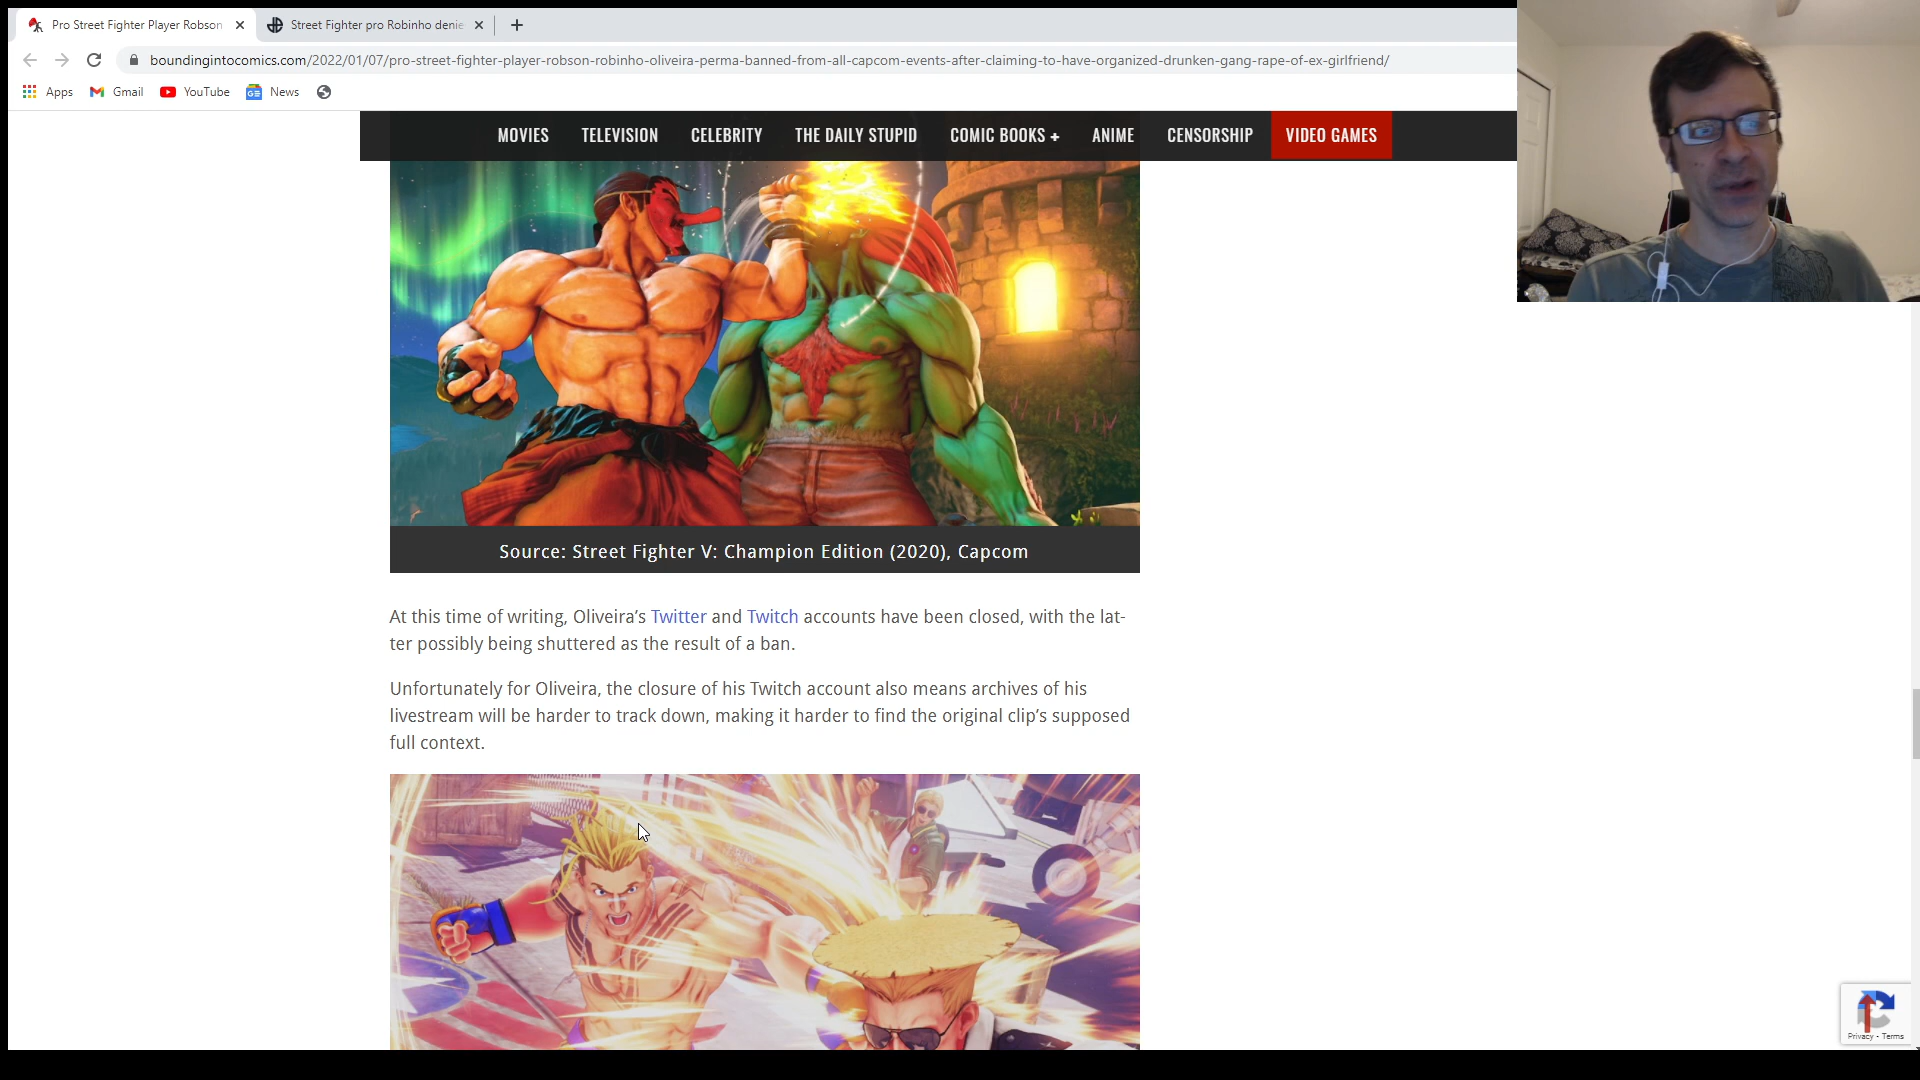 Pro Street Fighter Player Robson
Street Fighter pro Robinho denie
boundingintocomics.com/2022/01/07/pro-street-fighter-player-robson-robinho-oliveira-perma-banned-from-all-capcom-events-after-claiming-to-have-organized-drunken-gang-rape-of-ex-girlfriend/
Apps Gmail YouTube News
MOVIES TELEVISION CELEBRITY THE DAILY STUPID COMIC BOOKS + ANIME CENSORSHIP VIDEO GAMES
Source: Street Fighter V: Champion Edition (2020), Capcom
At this time of writing, Oliveira’s Twitter and Twitch accounts have been closed, with the lat-
ter possibly being shuttered as the result of a ban.
Unfortunately for Oliveira, the closure of his Twitch account also means archives of his
livestream will be harder to track down, making it harder to find the original clip’s supposed
full context.
Privacy - Terms